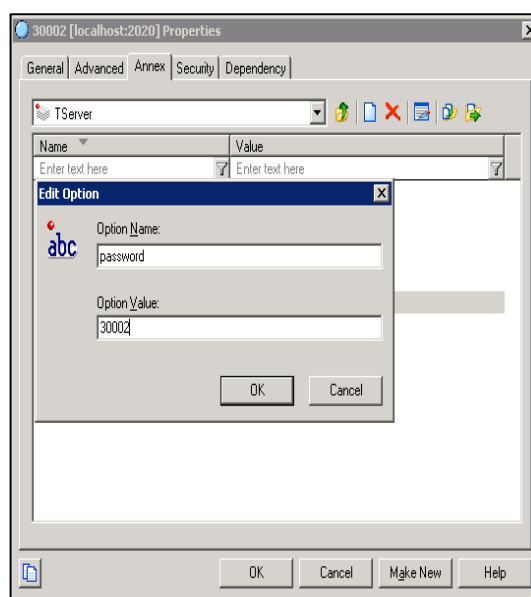 30002 [localhost:2020] Properties
General Advanced Annex Security Dependency
TServer
Name Value
Enter text here Enter text here
Edit Option
abc
Option Name:
password
Option Value:
30002
OK Cancel
OK Cancel Make New Help